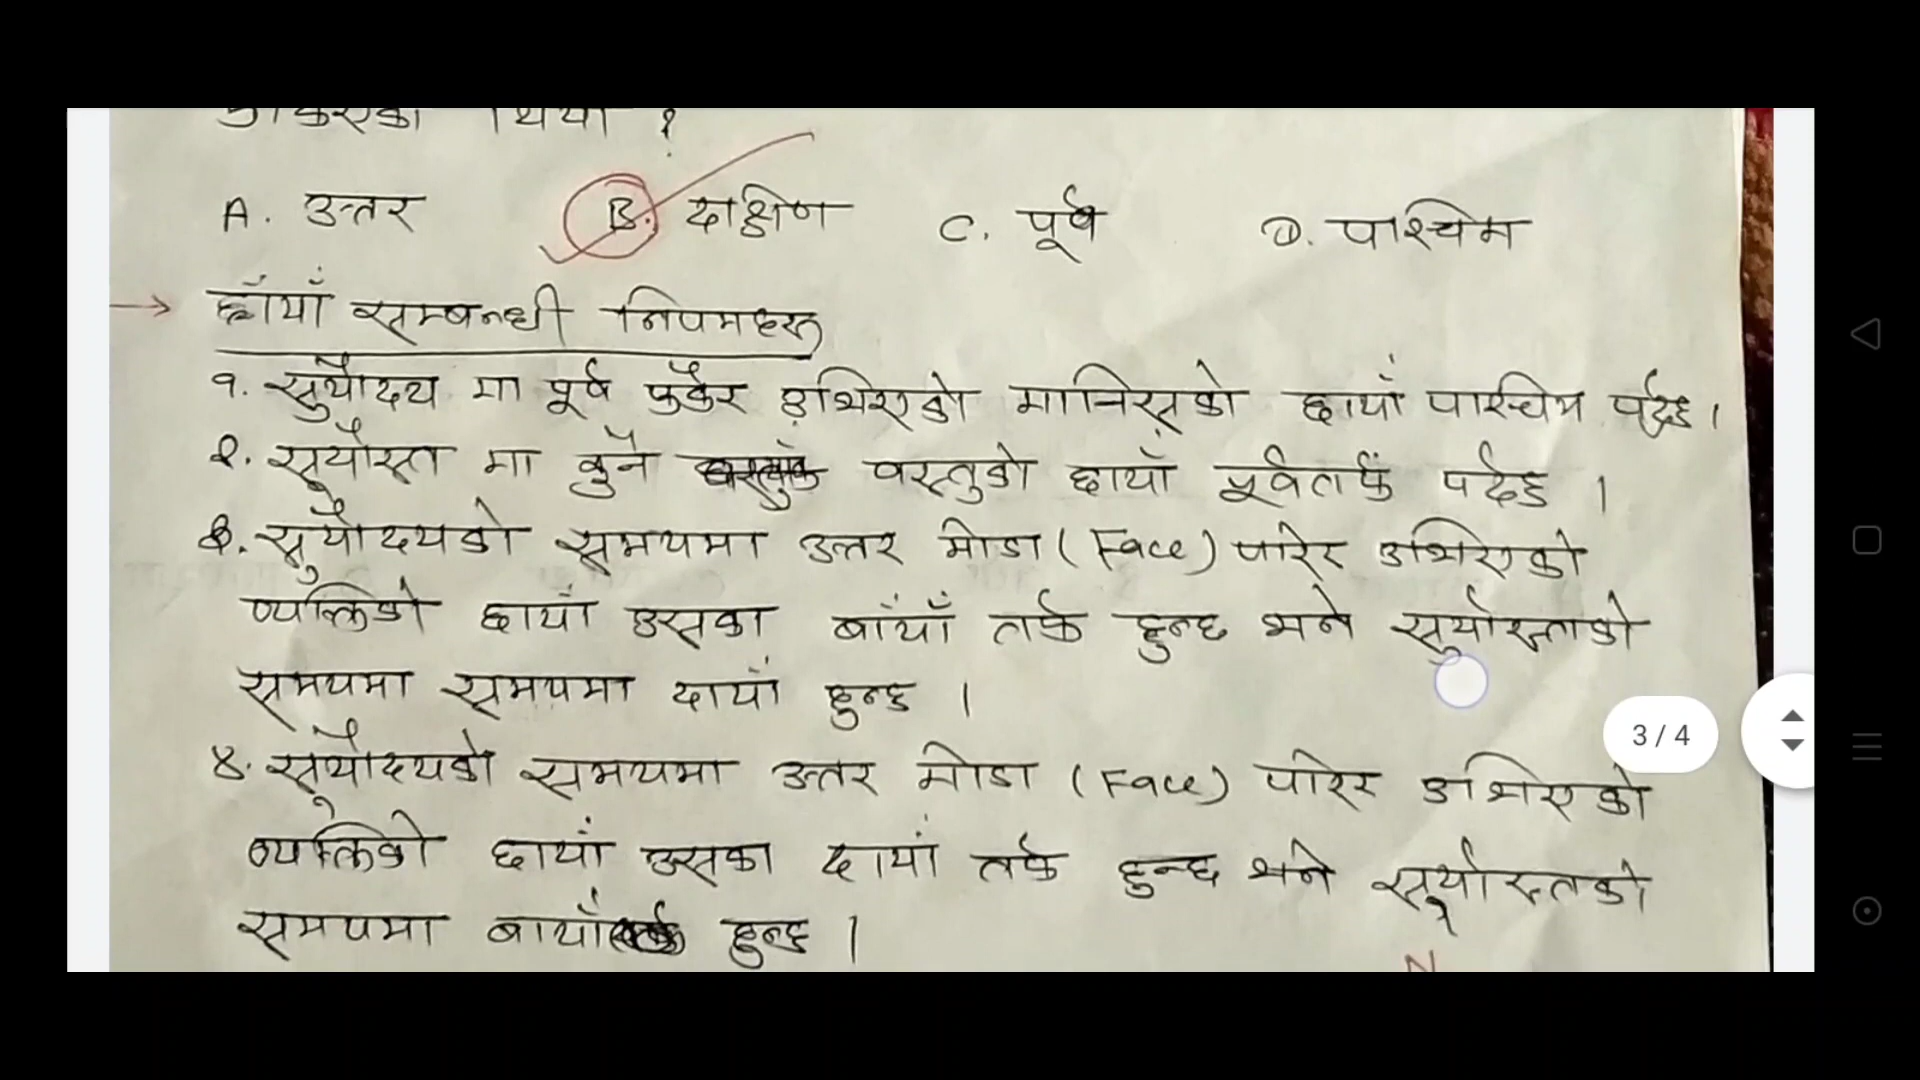 फर्किएको थियो ?
A. उत्तर B. दक्षिण C. पूर्व D. पश्चिम
→ छाँयाँ सम्बन्धी नियमहरु
१. सुर्योदय मा पूर्व फर्केर उभिएको मानिसको छायाँ पश्चिम पर्दछ ।
२. सूर्योस्त मा कुनै वस्तुको छायाँ पूर्वतर्फ पर्दछ ।
३. सूर्योदयको समयमा उत्तर मोडा (Face) पारेर उभिएको
व्यक्तिको छायाँ उसका बाँयाँ तर्फ हुन्छ भने सुर्योस्तको
समयमा समयमा दायाँ हुन्छ ।
४. सूर्योदयको समयमा उत्तर मोडा (Face) पारेर उभिएको
व्यक्तिको छायाँ उसका दायाँ तर्फ हुन्छ भने सूर्योस्तको
समयमा बायाँ हुन्छ ।
N
3 / 4